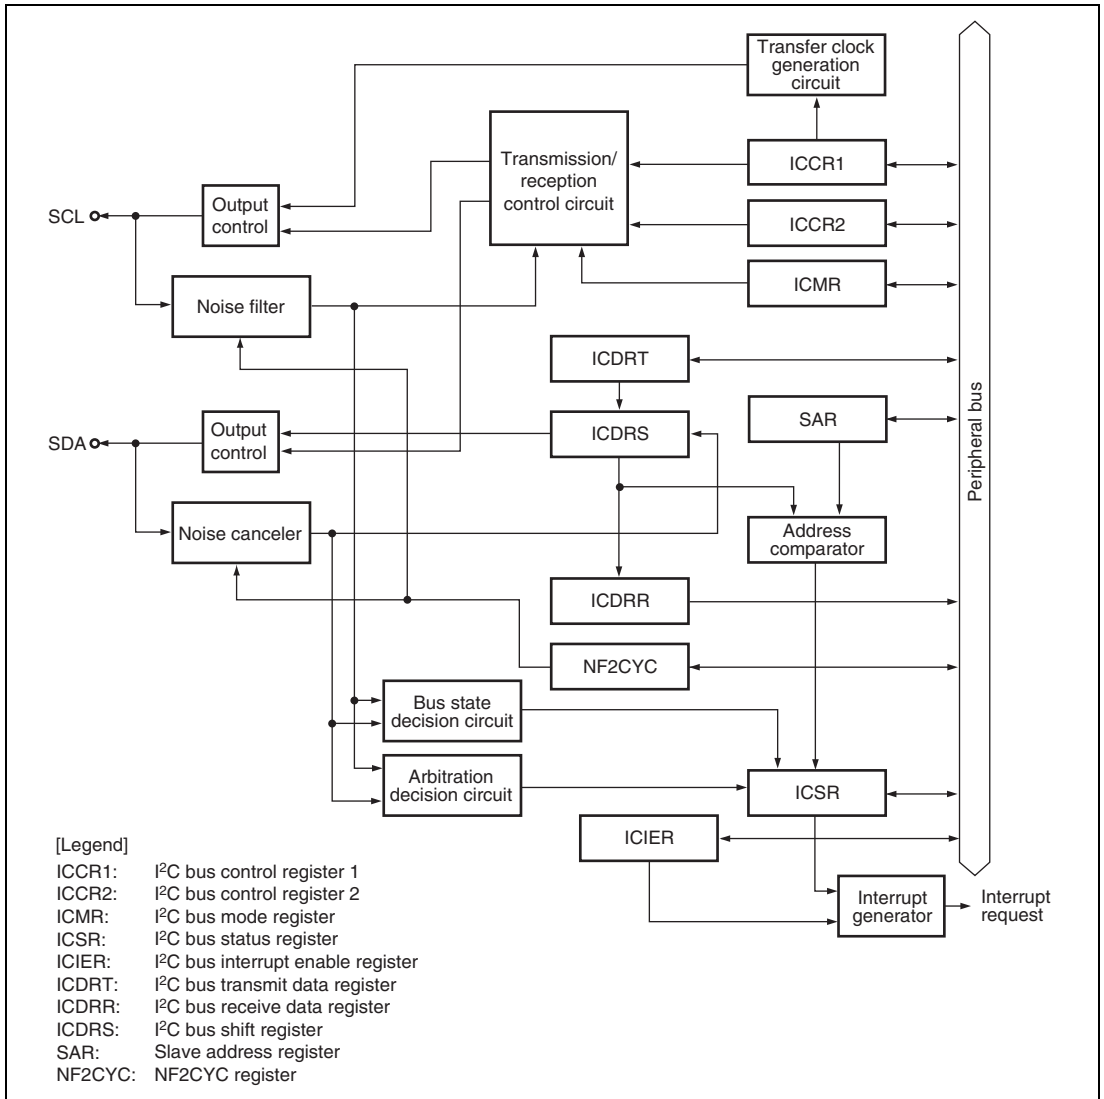 Transfer clock
generation
circuit
Transmission/
reception
control circuit
ICCR1
SCL
Output
control
ICCR2
ICMR
Noise filter
ICDRT
Peripheral bus
SDA
Output
control
ICDRS
SAR
Noise canceler
Address
comparator
ICDRR
NF2CYC
Bus state
decision circuit
Arbitration
decision circuit
ICSR
ICIER
Interrupt
generator
Interrupt
request
[Legend]
ICCR1: I²C bus control register 1
ICCR2: I²C bus control register 2
ICMR: I²C bus mode register
ICSR: I²C bus status register
ICIER: I²C bus interrupt enable register
ICDRT: I²C bus transmit data register
ICDRR: I²C bus receive data register
ICDRS: I²C bus shift register
SAR: Slave address register
NF2CYC: NF2CYC register